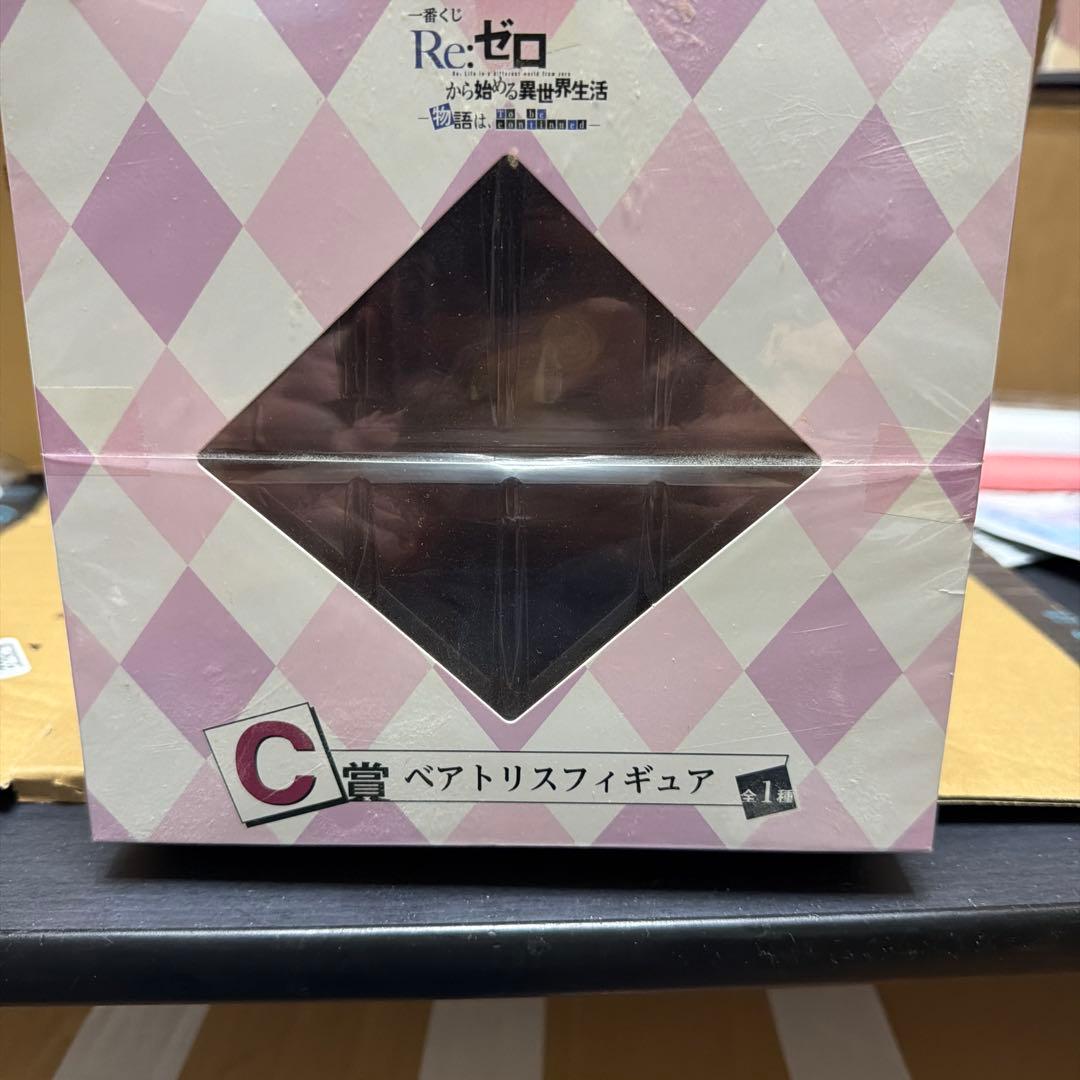 一番くじ
Re:ゼロ
Re: Life in a different world from zero
から始める異世界生活
物語は、To be continued
C賞 ベアトリスフィギュア 全1種